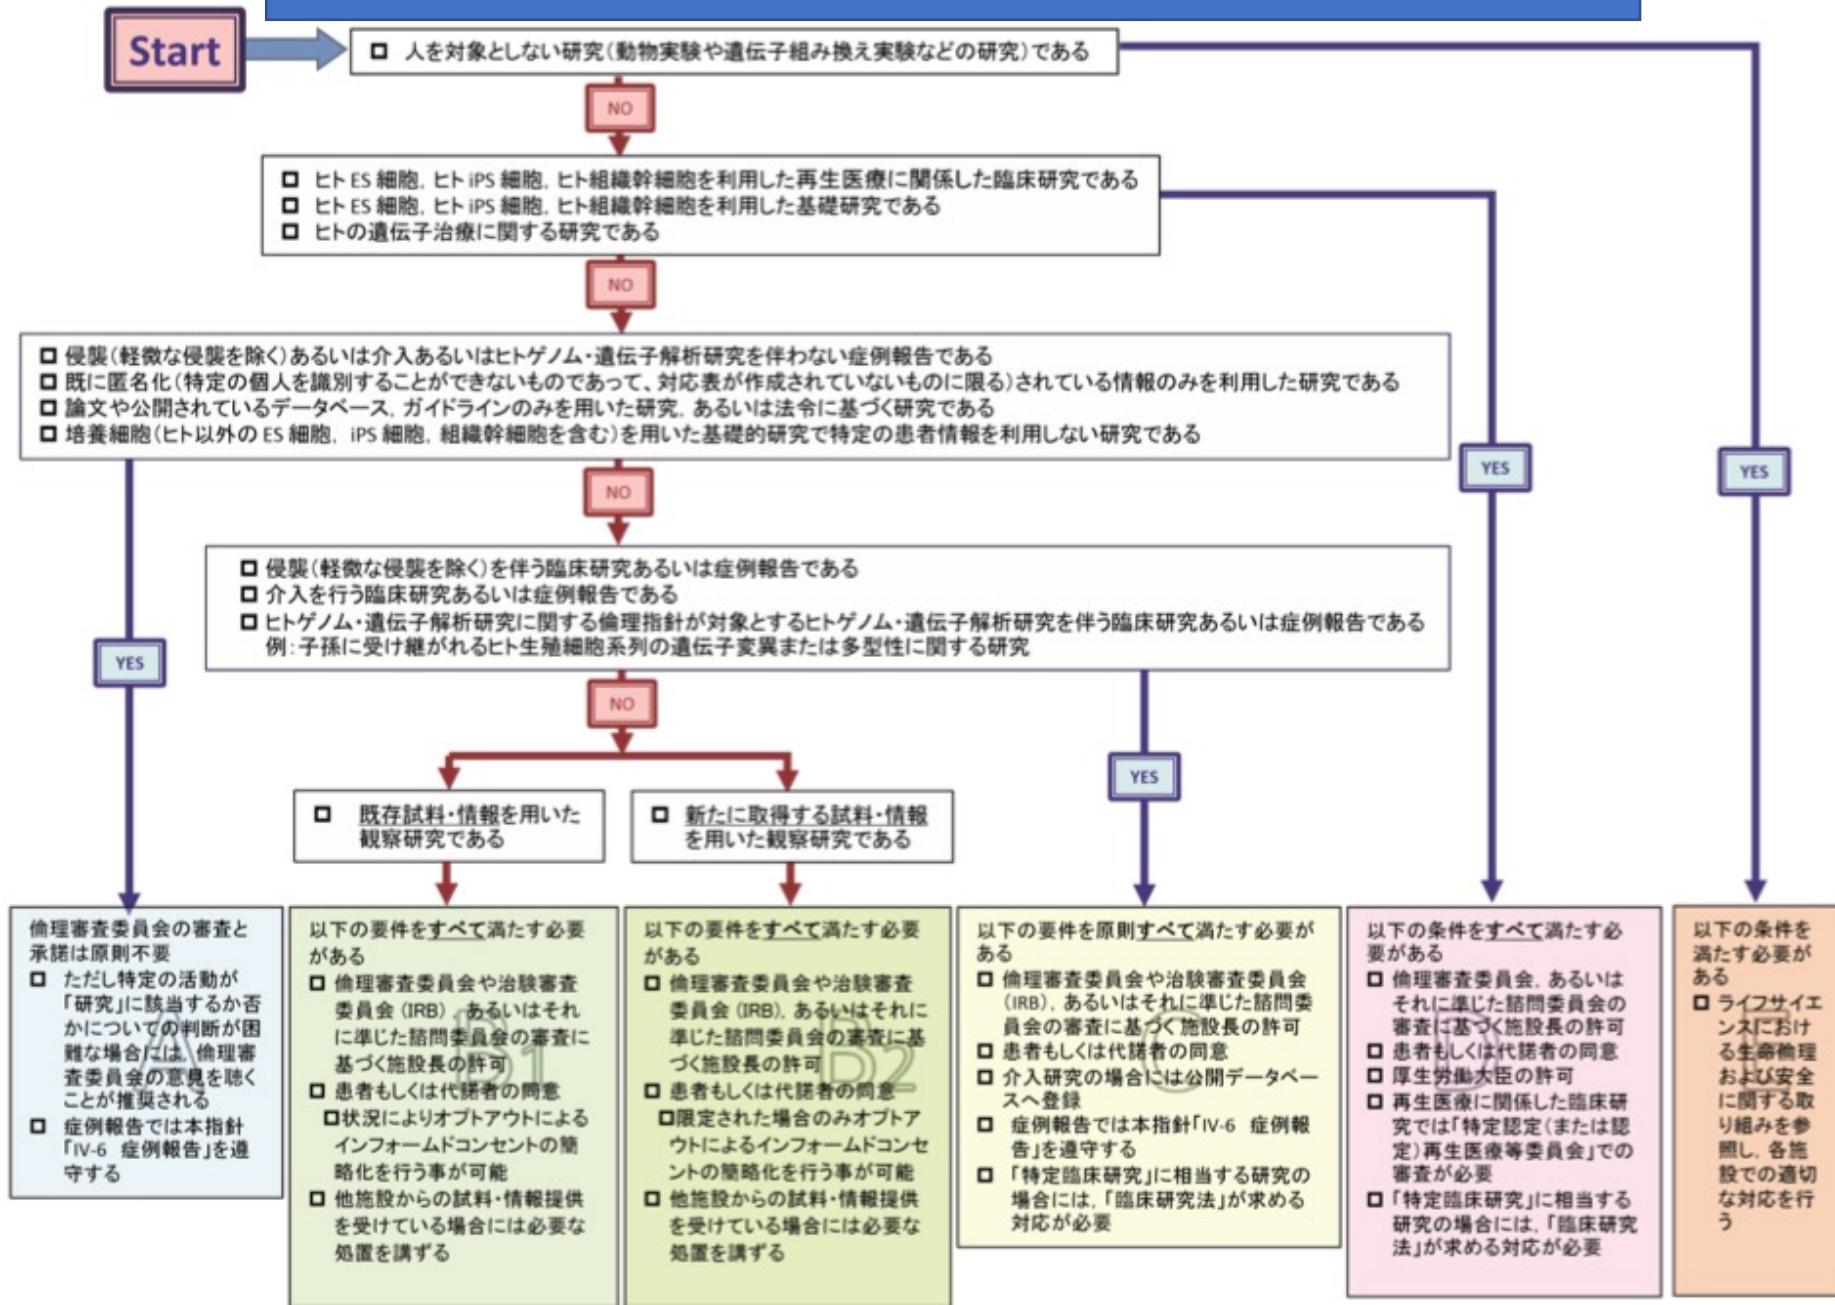 Start
□ 人を対象としない研究（動物実験や遺伝子組み換え実験などの研究）である
NO
□ ヒト ES 細胞，ヒト iPS 細胞，ヒト組織幹細胞を利用した再生医療に関係した臨床研究である
□ ヒト ES 細胞，ヒト iPS 細胞，ヒト組織幹細胞を利用した基礎研究である
□ ヒトの遺伝子治療に関する研究である
NO
□ 侵襲（軽微な侵襲を除く）あるいは介入あるいはヒトゲノム・遺伝子解析研究を伴わない症例報告である
□ 既に匿名化（特定の個人を識別することができないものであって、対応表が作成されていないものに限る）されている情報のみを利用した研究である
□ 論文や公開されているデータベース，ガイドラインのみを用いた研究，あるいは法令に基づく研究である
□ 培養細胞（ヒト以外の ES 細胞，iPS 細胞，組織幹細胞を含む）を用いた基礎的研究で特定の患者情報を利用しない研究である
YES
YES
NO
□ 侵襲（軽微な侵襲を除く）を伴う臨床研究あるいは症例報告である
□ 介入を行う臨床研究あるいは症例報告である
□ ヒトゲノム・遺伝子解析研究に関する倫理指針が対象とするヒトゲノム・遺伝子解析研究を伴う臨床研究あるいは症例報告である
例：子孫に受け継がれるヒト生殖細胞系列の遺伝子変異または多型性に関する研究
YES
NO
YES
□ 既存試料・情報を用いた
観察研究である
□ 新たに取得する試料・情報
を用いた観察研究である
倫理審査委員会の審査と
承諾は原則不要
□ ただし特定の活動が
「研究」に該当するか否
かについての判断が困
難な場合には，倫理審
査委員会の意見を聴く
ことが推奨される
□ 症例報告では本指針
「IV-6 症例報告」を遵
守する
A
以下の要件をすべて満たす必要
がある
□ 倫理審査委員会や治験審査
委員会（IRB），あるいはそれ
に準じた諮問委員会の審査に
基づく施設長の許可
□ 患者もしくは代諾者の同意
□状況によりオプトアウトによる
インフォームドコンセントの簡
略化を行う事が可能
□ 他施設からの試料・情報提供
を受けている場合には必要な
処置を講ずる
B1
以下の要件をすべて満たす必要
がある
□ 倫理審査委員会や治験審査
委員会（IRB），あるいはそれに
準じた諮問委員会の審査に基
づく施設長の許可
□ 患者もしくは代諾者の同意
□限定された場合のみオプトア
ウトによるインフォームドコンセ
ントの簡略化を行う事が可能
□ 他施設からの試料・情報提供
を受けている場合には必要な
処置を講ずる
B2
以下の要件を原則すべて満たす必要が
ある
□ 倫理審査委員会や治験審査委員会
（IRB），あるいはそれに準じた諮問委
員会の審査に基づく施設長の許可
□ 患者もしくは代諾者の同意
□ 介入研究の場合には公開データベー
スへ登録
□ 症例報告では本指針「IV-6 症例報
告」を遵守する
□ 「特定臨床研究」に相当する研究の
場合には，「臨床研究法」が求める
対応が必要
C
以下の条件をすべて満たす必
要がある
□ 倫理審査委員会，あるいは
それに準じた諮問委員会の
審査に基づく施設長の許可
□ 患者もしくは代諾者の同意
□ 厚生労働大臣の許可
□ 再生医療に関係した臨床研
究では「特定認定（または認
定）再生医療等委員会」での
審査が必要
□ 「特定臨床研究」に相当する
研究の場合には，「臨床研究
法」が求める対応が必要
D
以下の条件を
満たす必要が
ある
□ ライフサイエ
ンスにおけ
る生命倫理
および安全
に関する取
り組みを参
照し，各施
設での適切
な対応を行
う
E